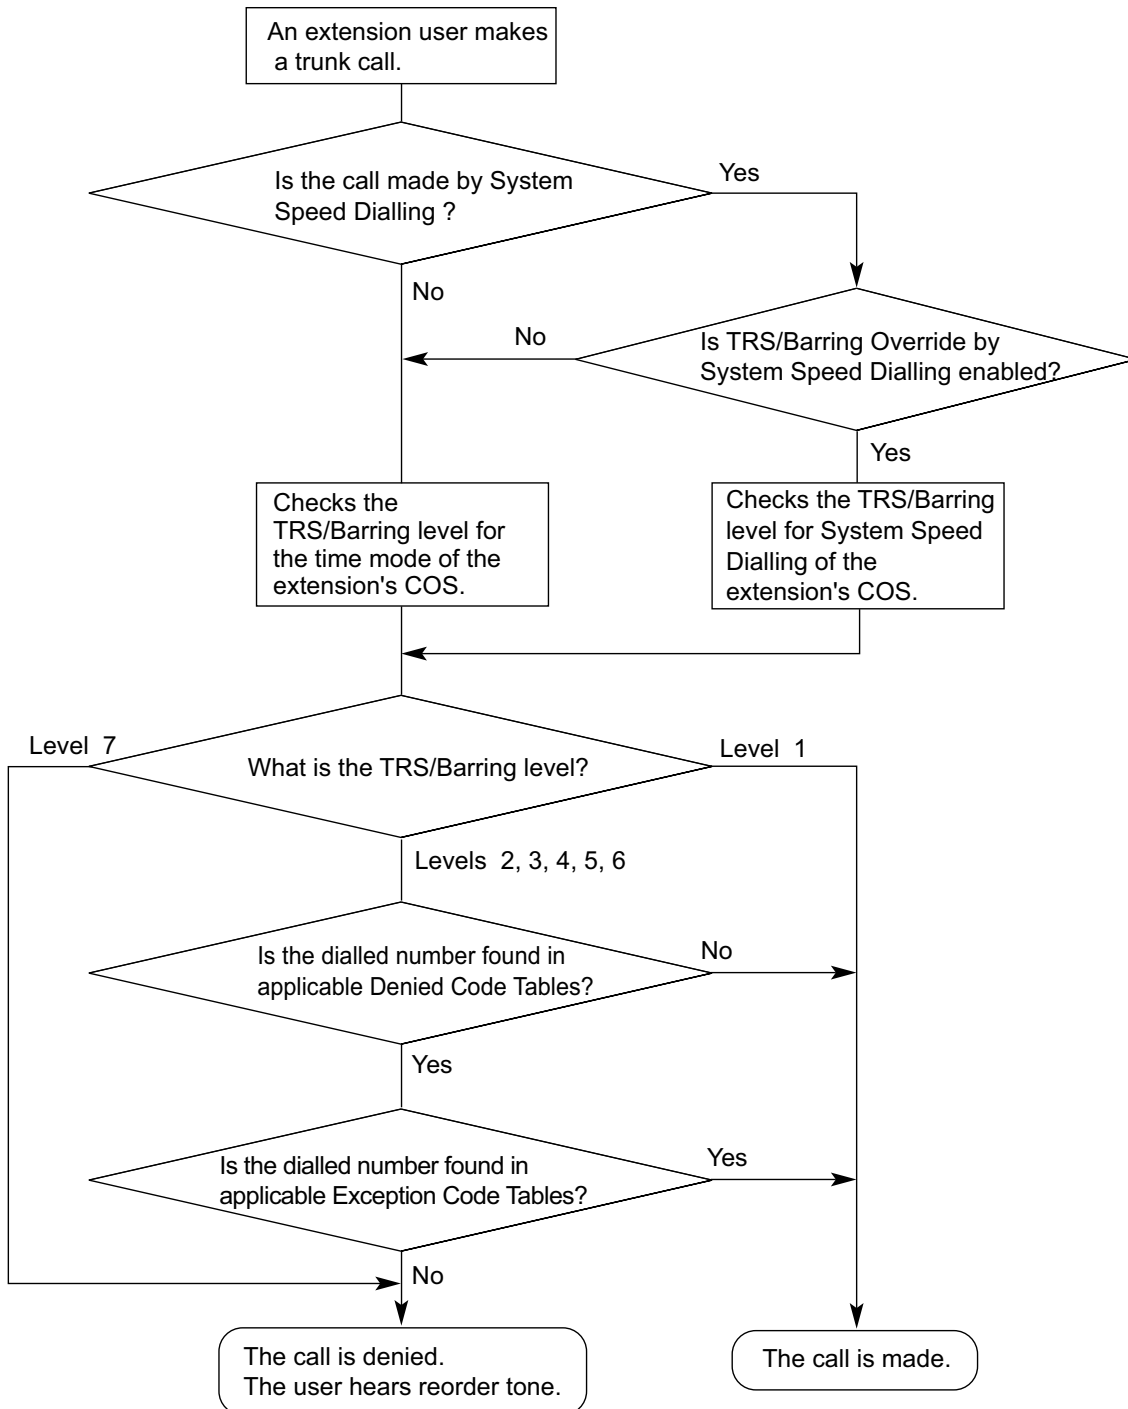 An extension user makes
a trunk call.
Is the call made by System
Speed Dialling ?
Yes
No
No
Is TRS/Barring Override by
System Speed Dialling enabled?
Yes
Checks the
TRS/Barring level for
the time mode of the
extension's COS.
Checks the TRS/Barring
level for System Speed
Dialling of the
extension's COS.
Level 7
What is the TRS/Barring level?
Level 1
Levels 2, 3, 4, 5, 6
Is the dialled number found in
applicable Denied Code Tables?
No
Yes
Is the dialled number found in
applicable Exception Code Tables?
Yes
No
The call is denied.
The user hears reorder tone.
The call is made.